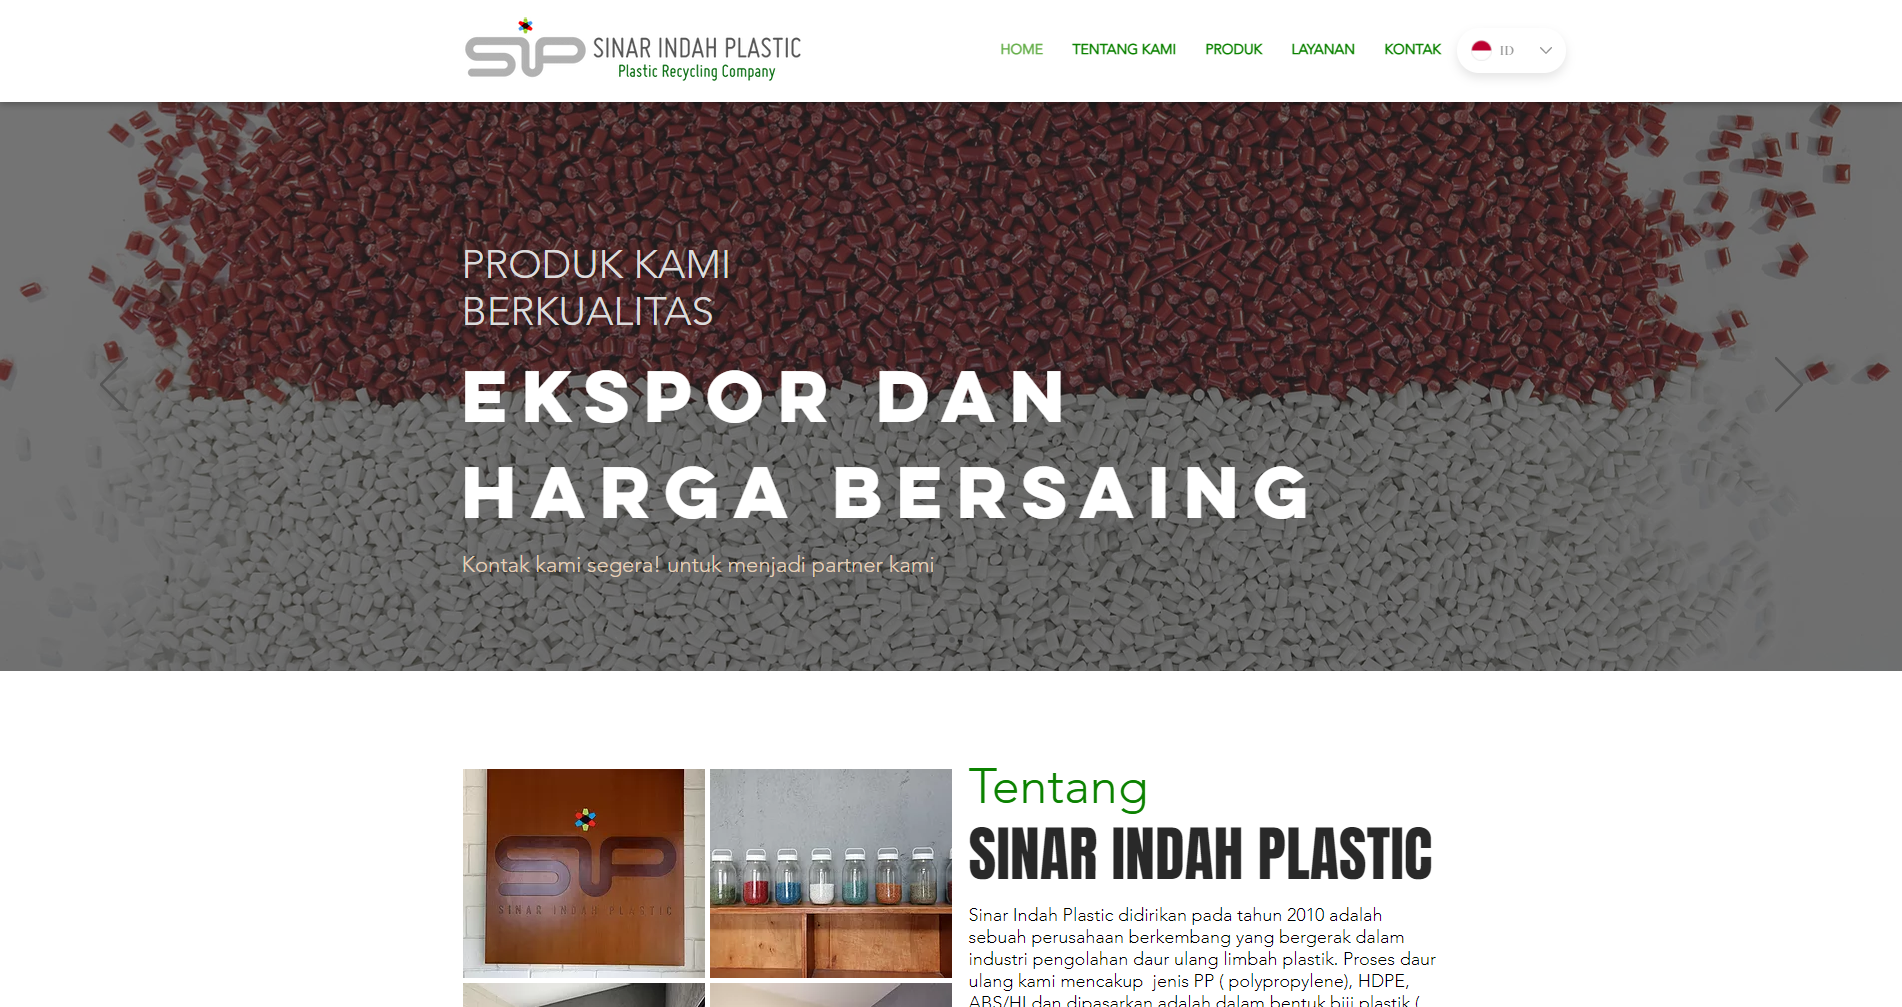 SIP
SINAR INDAH PLASTIC
Plastic Recycling Company
HOME
TENTANG KAMI
PRODUK
LAYANAN
KONTAK
ID
PRODUK KAMI
BERKUALITAS
EKSPOR DAN
HARGA BERSAING
Kontak kami segera! untuk menjadi partner kami
SIP
SINAR INDAH PLASTIC
Tentang
SINAR INDAH PLASTIC
Sinar Indah Plastic didirikan pada tahun 2010 adalah
sebuah perusahaan berkembang yang bergerak dalam
industri pengolahan daur ulang limbah plastik. Proses daur
ulang kami mencakup  jenis PP ( polypropylene), HDPE,
ABS/HI dan dipasarkan adalah dalam bentuk biji plastik (